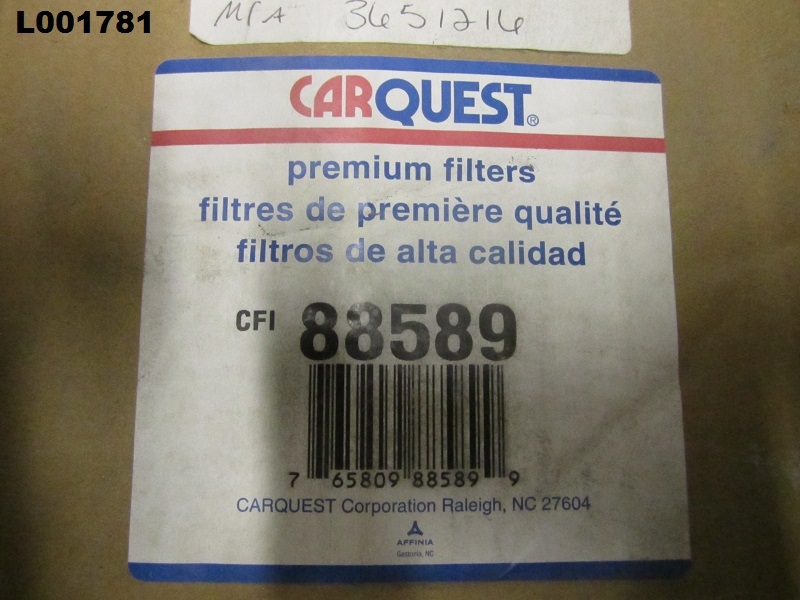 L001781
MFA 3651216
CARQUEST®
premium filters
filtres de première qualité
filtros de alta calidad
CFI 88589
7 65809 88589 9
CARQUEST Corporation Raleigh, NC 27604
AFFINIA
Gastonia, NC